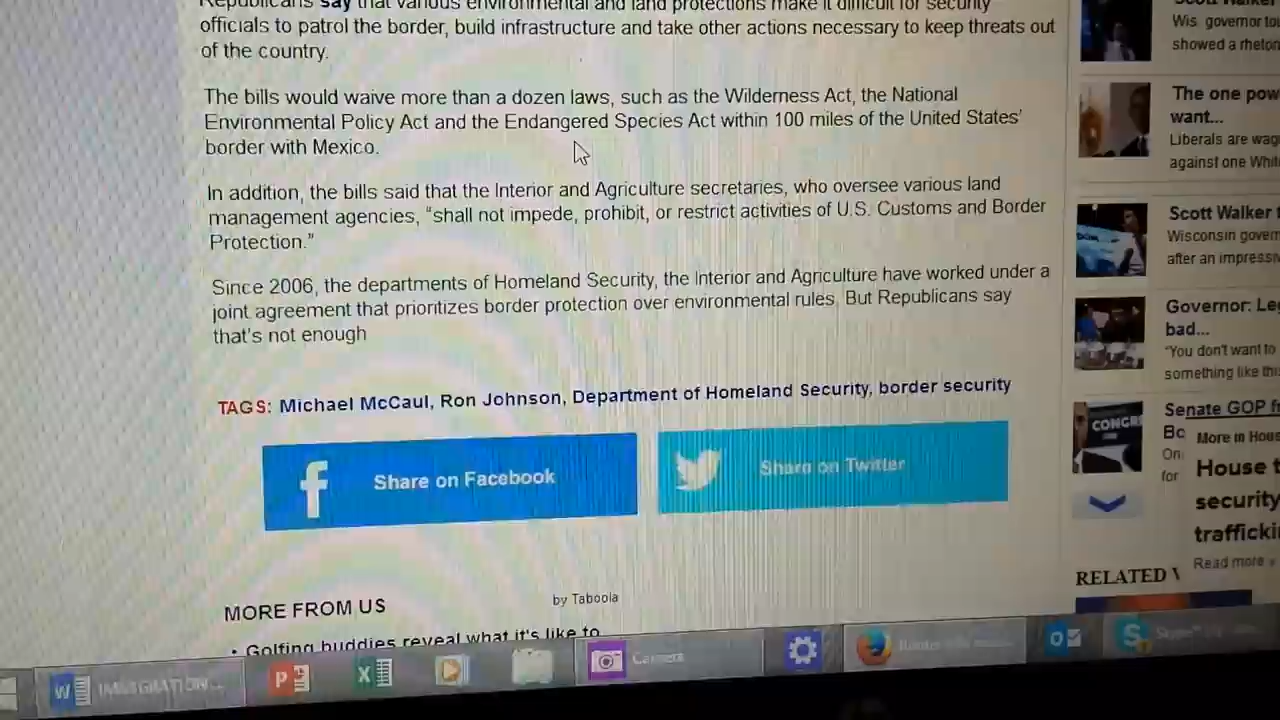 Republicans say that various environmental and land protections make it difficult for security
officials to patrol the border, build infrastructure and take other actions necessary to keep threats out
of the country.
The bills would waive more than a dozen laws, such as the Wilderness Act, the National
Environmental Policy Act and the Endangered Species Act within 100 miles of the United States'
border with Mexico.
In addition, the bills said that the Interior and Agriculture secretaries, who oversee various land
management agencies, “shall not impede, prohibit, or restrict activities of U.S. Customs and Border
Protection.”
Since 2006, the departments of Homeland Security, the Interior and Agriculture have worked under a
joint agreement that prioritizes border protection over environmental rules. But Republicans say
that's not enough
TAGS: Michael McCaul, Ron Johnson, Department of Homeland Security, border security
f Share on Facebook
Share on Twitter
MORE FROM US
by Taboola
• Golfing buddies reveal what it's like to
Scott Walker
Wis. governor tou
showed a rhetor
The one pow
want...
Liberals are wag
against one Whit
Scott Walker t
Wisconsin govern
after an impressiv
Governor: Le
bad...
“You don't want to
something like this
CONGR
Senate GOP f
Bo
On
for
More in Hous
House t
security
trafficki
Read more »
RELATED V
W IMMIGRATION...
P
X
Camera
S Skype™